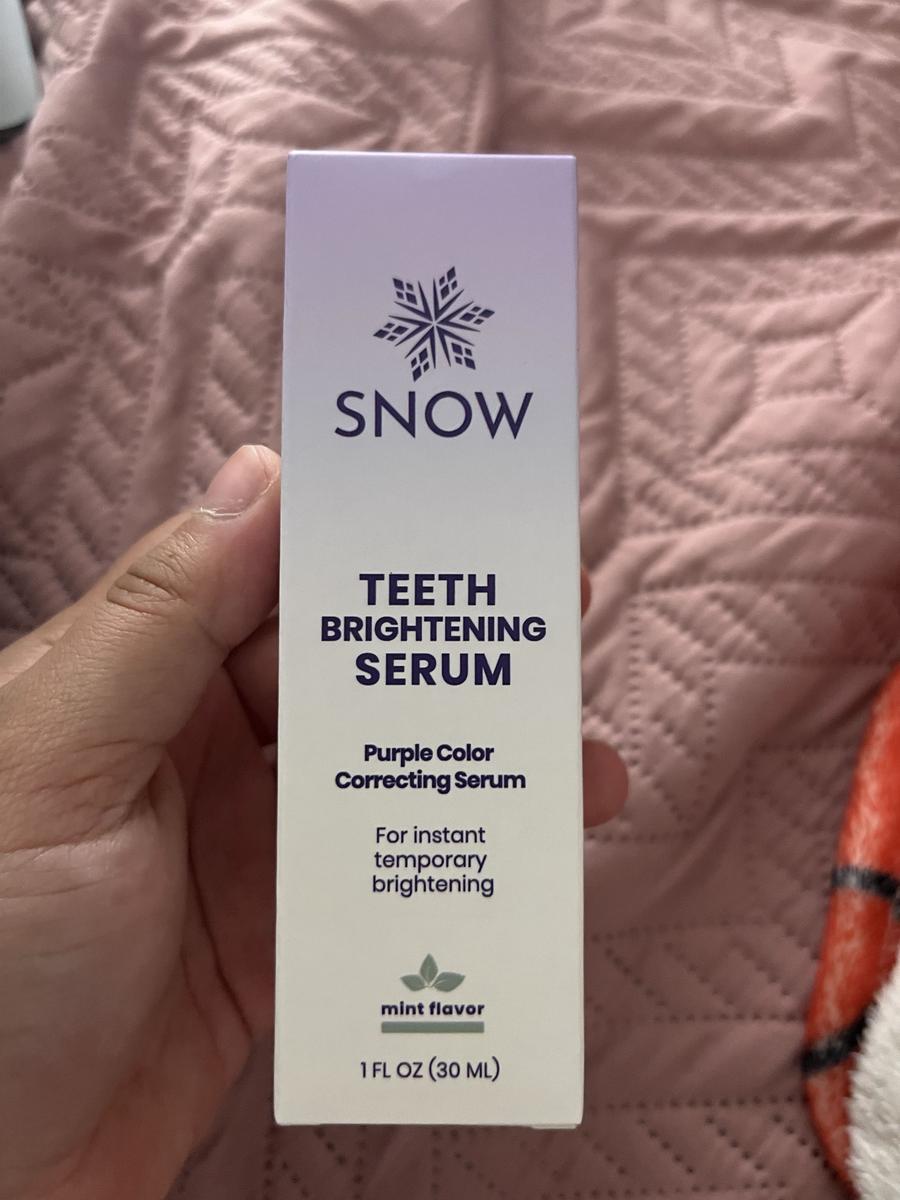 SNOW
TEETH
BRIGHTENING
SERUM
Purple Color
Correcting Serum
For instant
temporary
brightening
mint flavor
1 FL OZ (30 ML)